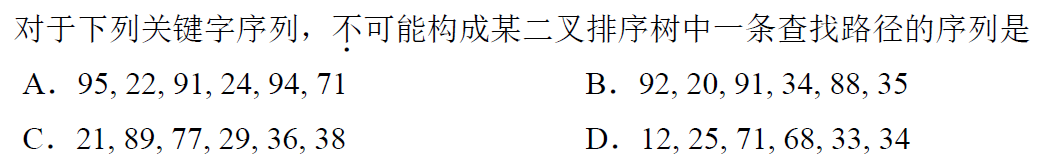 对于下列关键字序列，不可能构成某二叉排序树中一条查找路径的序列是
A．95, 22, 91, 24, 94, 71 B．92, 20, 91, 34, 88, 35
C．21, 89, 77, 29, 36, 38 D．12, 25, 71, 68, 33, 34